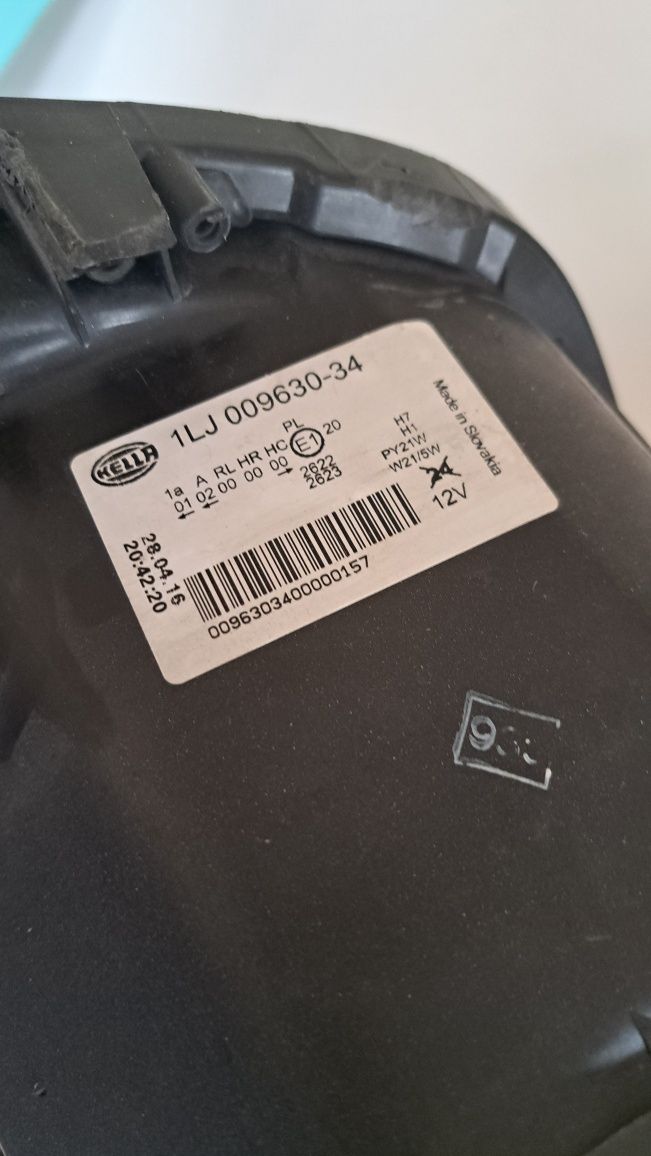 HELLA
1LJ 009630-34
Made in Slovakia
PL
1a A RL HR HC E1 20
01 02 00 00 00
2622
2623
H7
H1
PY21W
W21/5W
12V
28.04.16
20:42:20
0096303400000157